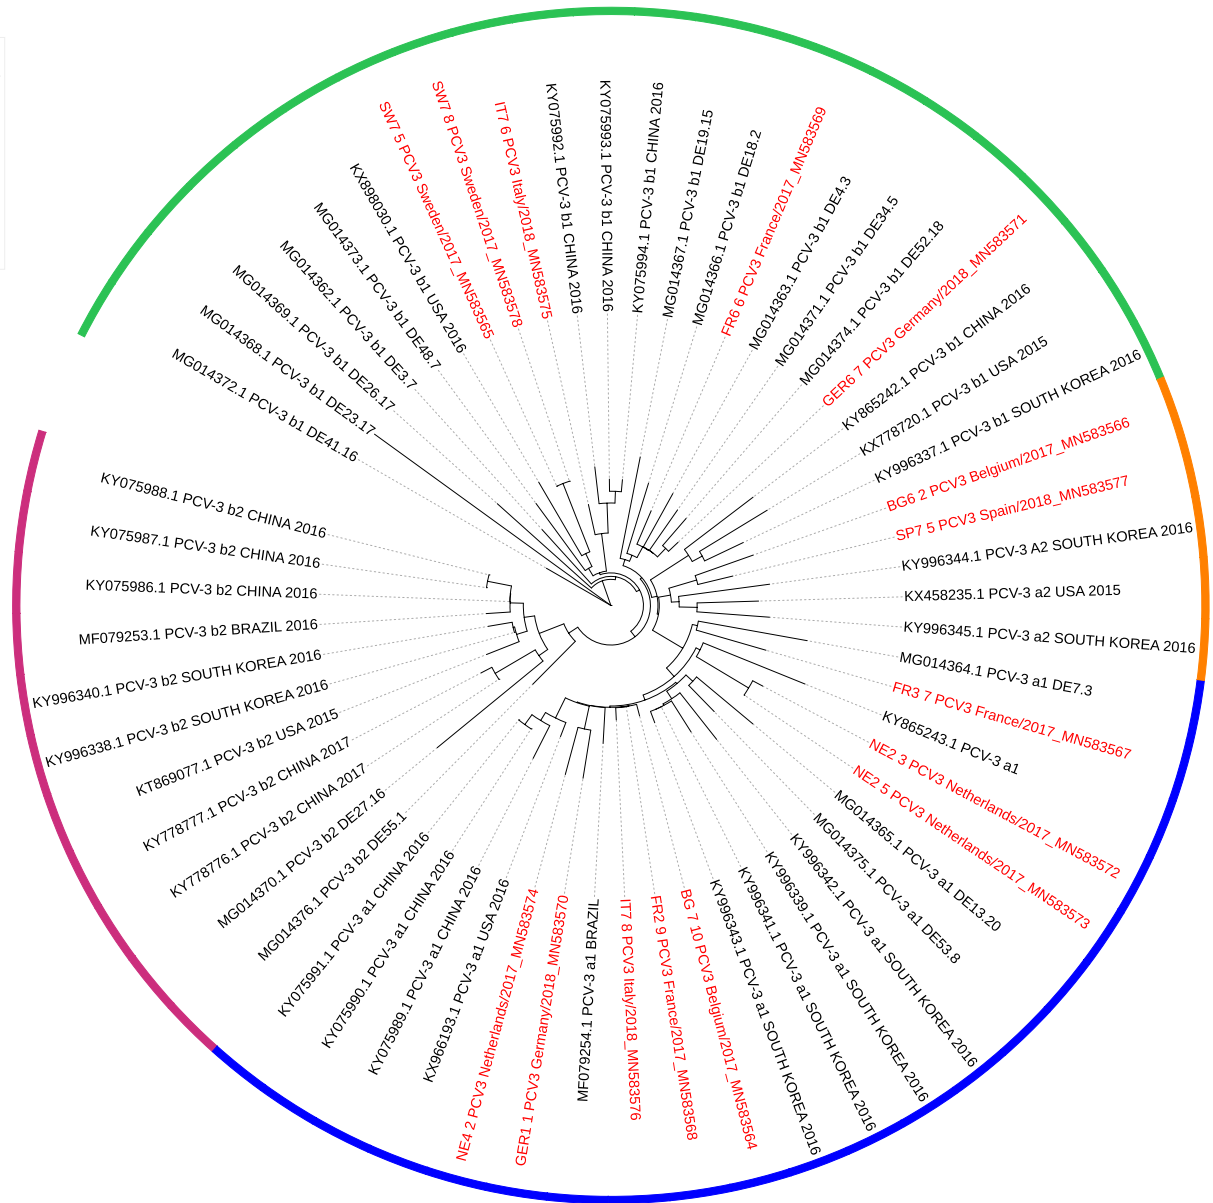 MG014372.1 PCV-3 b1 DE41.16
MG014368.1 PCV-3 b1 DE23.17
MG014369.1 PCV-3 b1 DE26.17
MG014362.1 PCV-3 b1 DE3.7
MG014373.1 PCV-3 b1 DE48.7
KX898030.1 PCV-3 b1 USA 2016
SW7 5 PCV3 Sweden/2017_MN583565
SW7 8 PCV3 Sweden/2017_MN583578
IT7 6 PCV3 Italy/2018_MN583575
KY075992.1 PCV-3 b1 CHINA 2016
KY075993.1 PCV-3 b1 CHINA 2016
KY075994.1 PCV-3 b1 CHINA 2016
MG014367.1 PCV-3 b1 DE19.15
MG014366.1 PCV-3 b1 DE18.2
FR6 6 PCV3 France/2017_MN583569
MG014363.1 PCV-3 b1 DE4.3
MG014371.1 PCV-3 b1 DE34.5
MG014374.1 PCV-3 b1 DE52.18
GER6 7 PCV3 Germany/2018_MN583571
KY865242.1 PCV-3 b1 CHINA 2016
KX778720.1 PCV-3 b1 USA 2015
KY996337.1 PCV-3 b1 SOUTH KOREA 2016
BG6 2 PCV3 Belgium/2017_MN583566
SP7 5 PCV3 Spain/2018_MN583577
KY996344.1 PCV-3 A2 SOUTH KOREA 2016
KX458235.1 PCV-3 a2 USA 2015
KY996345.1 PCV-3 a2 SOUTH KOREA 2016
MG014364.1 PCV-3 a1 DE7.3
FR3 7 PCV3 France/2017_MN583567
KY865243.1 PCV-3 a1
NE2 3 PCV3 Netherlands/2017_MN583572
NE2 5 PCV3 Netherlands/2017_MN583573
MG014365.1 PCV-3 a1 DE13.20
MG014375.1 PCV-3 a1 DE53.8
KY996342.1 PCV-3 a1 SOUTH KOREA 2016
KY996339.1 PCV-3 a1 SOUTH KOREA 2016
KY996341.1 PCV-3 a1 SOUTH KOREA 2016
KY996343.1 PCV-3 a1 SOUTH KOREA 2016
BG 7 10 PCV3 Belgium/2017_MN583564
FR2 9 PCV3 France/2017_MN583568
IT7 8 PCV3 Italy/2018_MN583576
MF079254.1 PCV-3 a1 BRAZIL
GER1 1 PCV3 Germany/2018_MN583570
NE4 2 PCV3 Netherlands/2017_MN583574
KX966193.1 PCV-3 a1 USA 2016
KY075989.1 PCV-3 a1 CHINA 2016
KY075990.1 PCV-3 a1 CHINA 2016
KY075991.1 PCV-3 a1 CHINA 2016
MG014376.1 PCV-3 b2 DE55.1
MG014370.1 PCV-3 b2 DE27.16
KY778776.1 PCV-3 b2 CHINA 2017
KY778777.1 PCV-3 b2 CHINA 2017
KT869077.1 PCV-3 b2 USA 2015
KY996338.1 PCV-3 b2 SOUTH KOREA 2016
KY996340.1 PCV-3 b2 SOUTH KOREA 2016
MF079253.1 PCV-3 b2 BRAZIL 2016
KY075986.1 PCV-3 b2 CHINA 2016
KY075987.1 PCV-3 b2 CHINA 2016
KY075988.1 PCV-3 b2 CHINA 2016